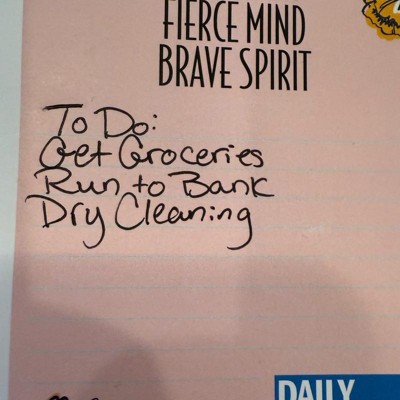 FIERCE MIND
BRAVE SPIRIT
To Do:
Get Groceries
Run to Bank
Dry Cleaning
DAILY